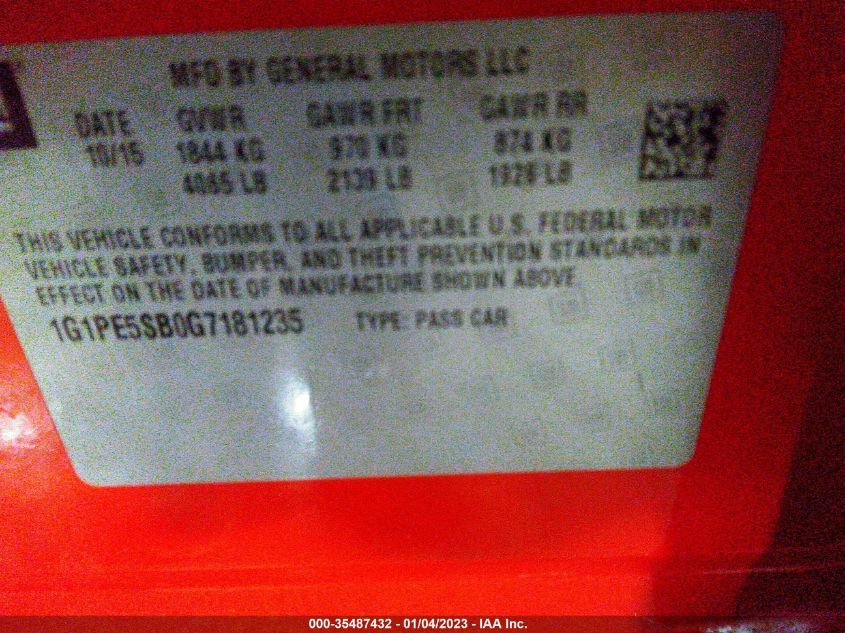 MFD BY GENERAL MOTORS LLC
DATE GVWR GAWR FRT GAWR RR
10/15 1844 KG 970 KG 874 KG
4065 LB 2139 LB 1926 LB
THIS VEHICLE CONFORMS TO ALL APPLICABLE U.S. FEDERAL MOTOR
VEHICLE SAFETY, BUMPER, AND THEFT PREVENTION STANDARDS IN
EFFECT ON THE DATE OF MANUFACTURE SHOWN ABOVE.
1G1PE5SB0G7181235 TYPE: PASS CAR
000-35487432 - 01/04/2023 - IAA Inc.